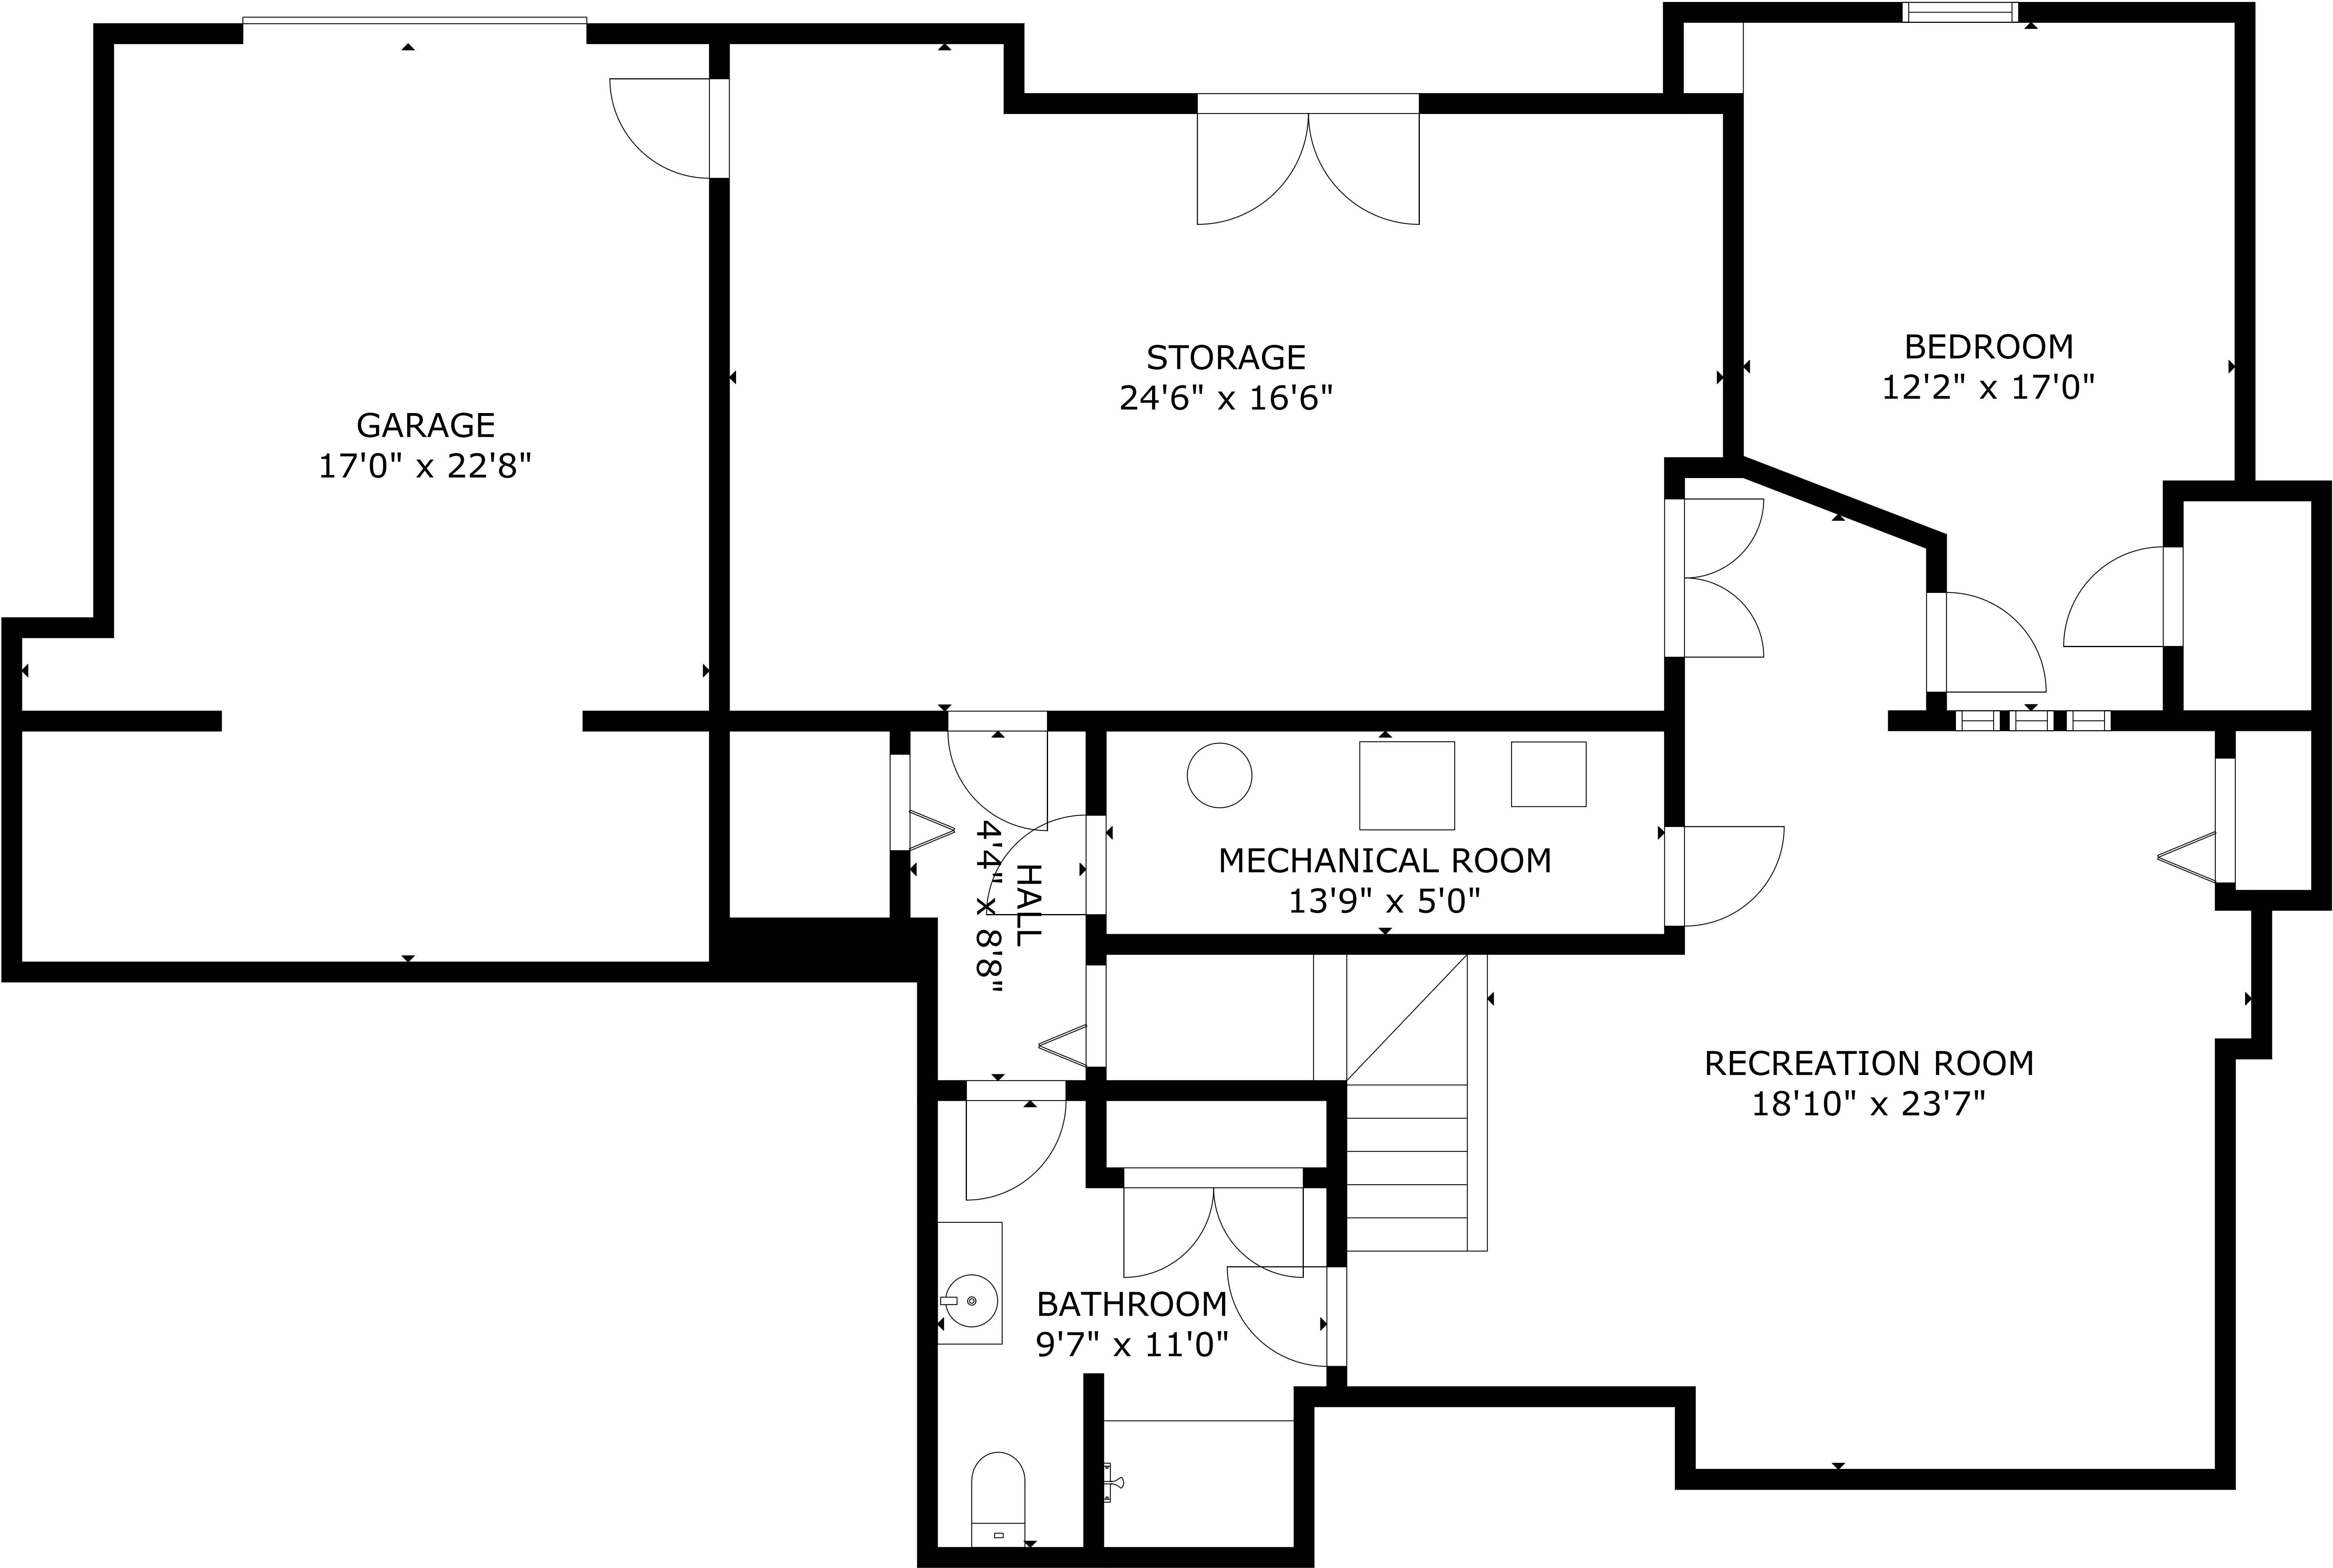 GARAGE
17'0" x 22'8"
STORAGE
24'6" x 16'6"
BEDROOM
12'2" x 17'0"
HALL
4'4" x 8'8"
MECHANICAL ROOM
13'9" x 5'0"
RECREATION ROOM
18'10" x 23'7"
BATHROOM
9'7" x 11'0"